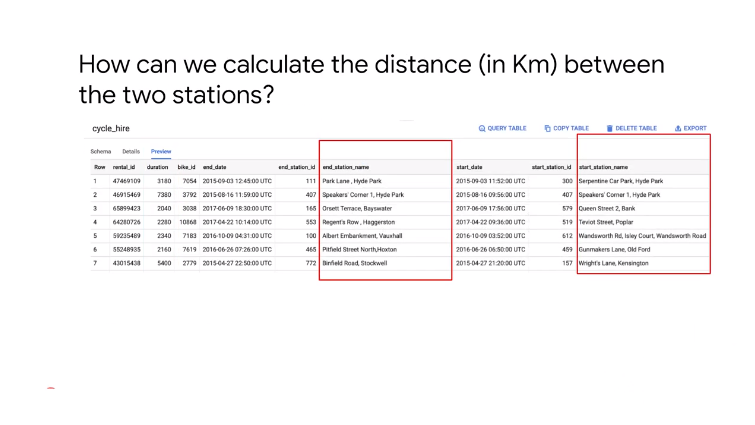 How can we calculate the distance (in Km) between
the two stations?
cycle_hire QUERY TABLE COPY TABLE DELETE TABLE EXPORT
Schema Details Preview
Row rental_id duration bike_id end_date end_station_id end_station_name start_date start_station_id start_station_name
1 47469109 3180 7054 2015-09-03 12:45:00 UTC 111 Park Lane , Hyde Park 2015-09-03 11:52:00 UTC 300 Serpentine Car Park, Hyde Park
2 46915469 7380 3792 2015-08-16 11:59:00 UTC 407 Speakers' Corner 1, Hyde Park 2015-08-16 09:56:00 UTC 407 Speakers' Corner 1, Hyde Park
3 65899423 2040 3038 2017-06-09 18:30:00 UTC 165 Orsett Terrace, Bayswater 2017-06-09 17:56:00 UTC 579 Queen Street 2, Bank
4 64280726 2280 10868 2017-04-22 10:14:00 UTC 553 Regent's Row , Haggerston 2017-04-22 09:36:00 UTC 519 Teviot Street, Poplar
5 59235489 2340 7183 2016-10-09 04:31:00 UTC 100 Albert Embankment, Vauxhall 2016-10-09 03:52:00 UTC 612 Wandsworth Rd, Isley Court, Wandsworth Road
6 55248935 2160 7619 2016-06-26 07:26:00 UTC 465 Pitfield Street North,Hoxton 2016-06-26 06:50:00 UTC 459 Gunmakers Lane, Old Ford
7 43015438 5400 2779 2015-04-27 22:50:00 UTC 772 Binfield Road, Stockwell 2015-04-27 21:20:00 UTC 157 Wright's Lane, Kensington